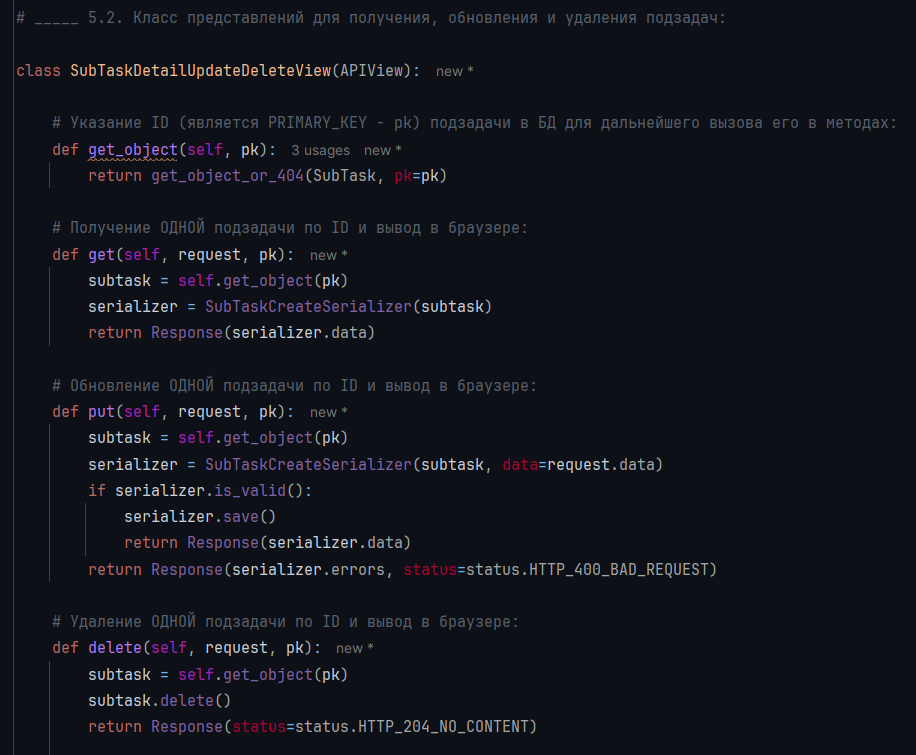 # _____ 5.2. Класс представлений для получения, обновления и удаления подзадач:
class SubTaskDetailUpdateDeleteView(APIView): new *
# Указание ID (является PRIMARY_KEY - pk) подзадачи в БД для дальнейшего вызова его в методах:
def get_object(self, pk): 3 usages new *
return get_object_or_404(SubTask, pk=pk)
# Получение ОДНОЙ подзадачи по ID и вывод в браузере:
def get(self, request, pk): new *
subtask = self.get_object(pk)
serializer = SubTaskCreateSerializer(subtask)
return Response(serializer.data)
# Обновление ОДНОЙ подзадачи по ID и вывод в браузере:
def put(self, request, pk): new *
subtask = self.get_object(pk)
serializer = SubTaskCreateSerializer(subtask, data=request.data)
if serializer.is_valid():
serializer.save()
return Response(serializer.data)
return Response(serializer.errors, status=status.HTTP_400_BAD_REQUEST)
# Удаление ОДНОЙ подзадачи по ID и вывод в браузере:
def delete(self, request, pk): new *
subtask = self.get_object(pk)
subtask.delete()
return Response(status=status.HTTP_204_NO_CONTENT)